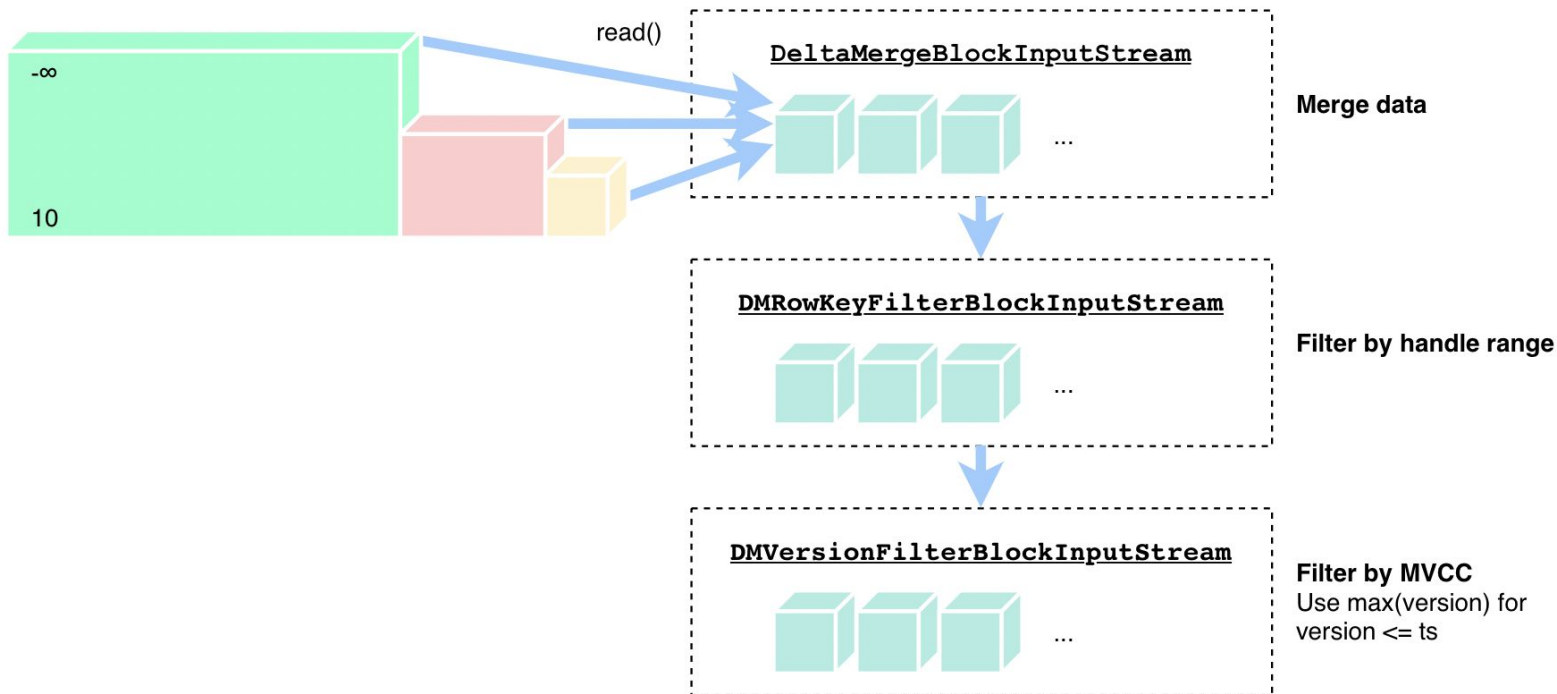 read()
-∞
10
DeltaMergeBlockInputStream
...
Merge data
DMRowKeyFilterBlockInputStream
...
Filter by handle range
DMVersionFilterBlockInputStream
...
Filter by MVCC
Use max(version) for
version <= ts